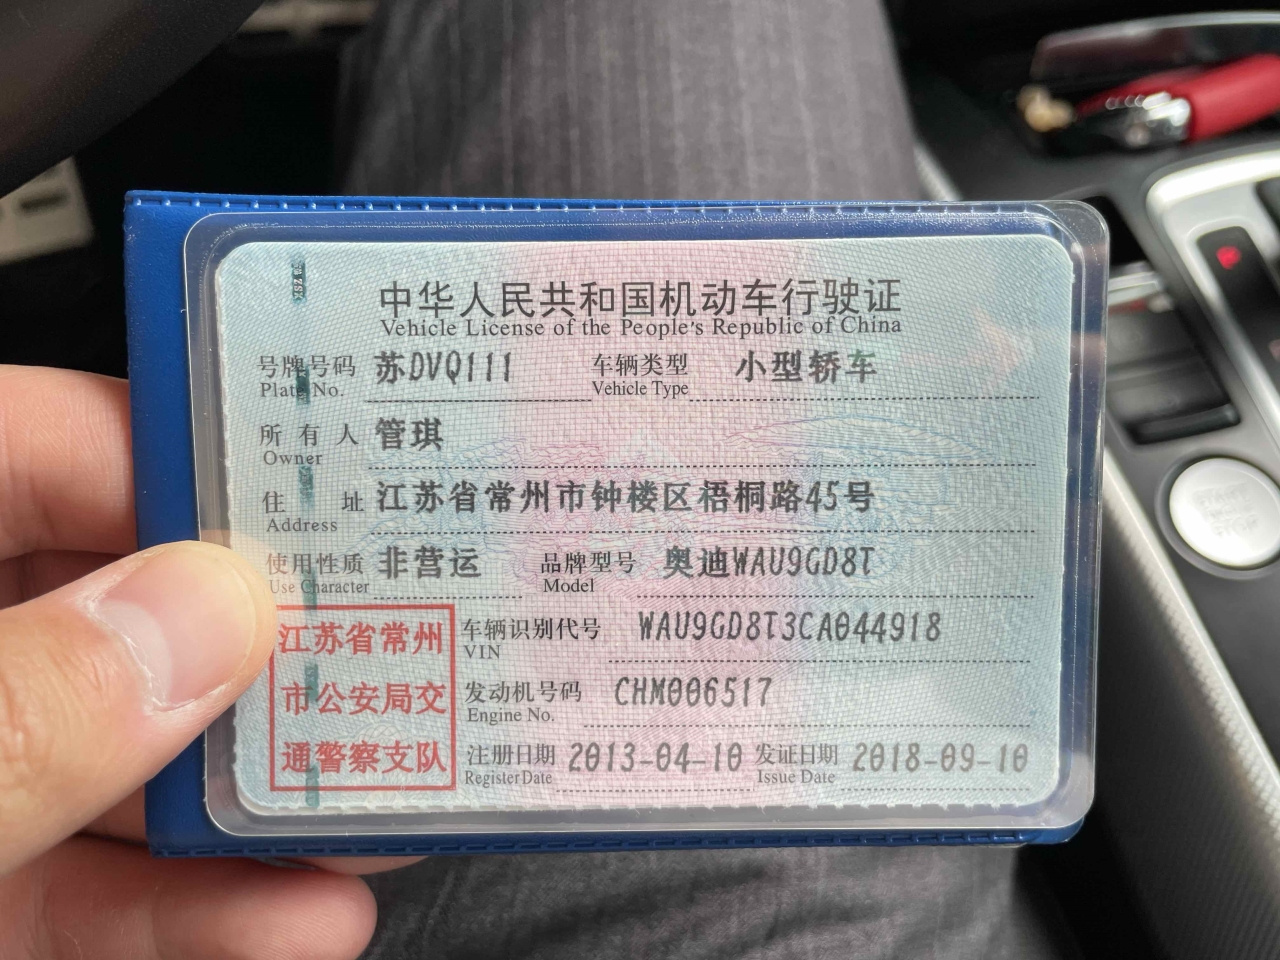 中华人民共和国机动车行驶证
Vehicle License of the People's Republic of China
号牌号码 苏DVQ111 车辆类型 小型轿车
Plate No. Vehicle Type
所有人 管琪
Owner
住址 江苏省常州市钟楼区梧桐路45号
Address
使用性质 非营运 品牌型号 奥迪WAU9GD8T
Use Character Model
江苏省常州
市公安局交
通警察支队
车辆识别代号 WAU9GD8T3CA044918
VIN
发动机号码 CHM006517
Engine No.
注册日期 2013-04-10 发证日期 2018-09-10
Register Date Issue Date